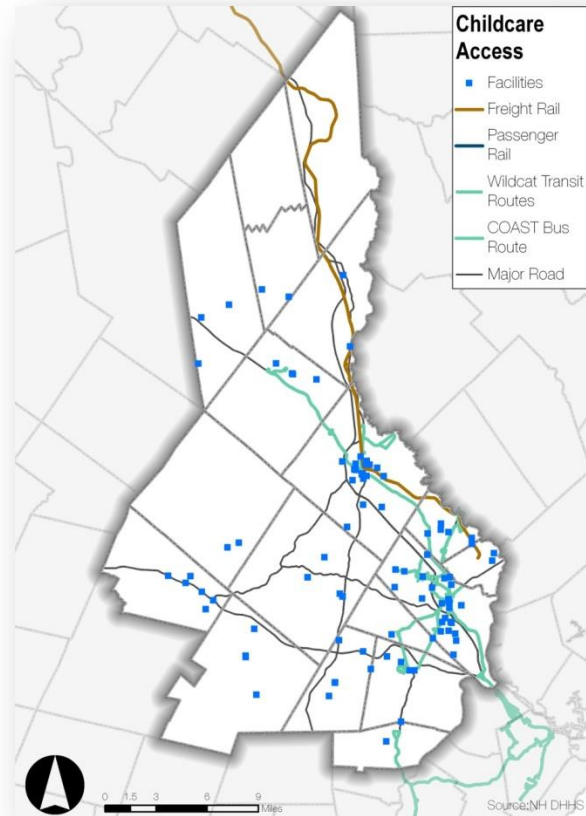 Childcare
Access
Facilities
Freight Rail
Passenger
Rail
Wildcat Transit
Routes
COAST Bus
Route
Major Road
0 1.5 3 6 9
Miles
Source:NH DHHS